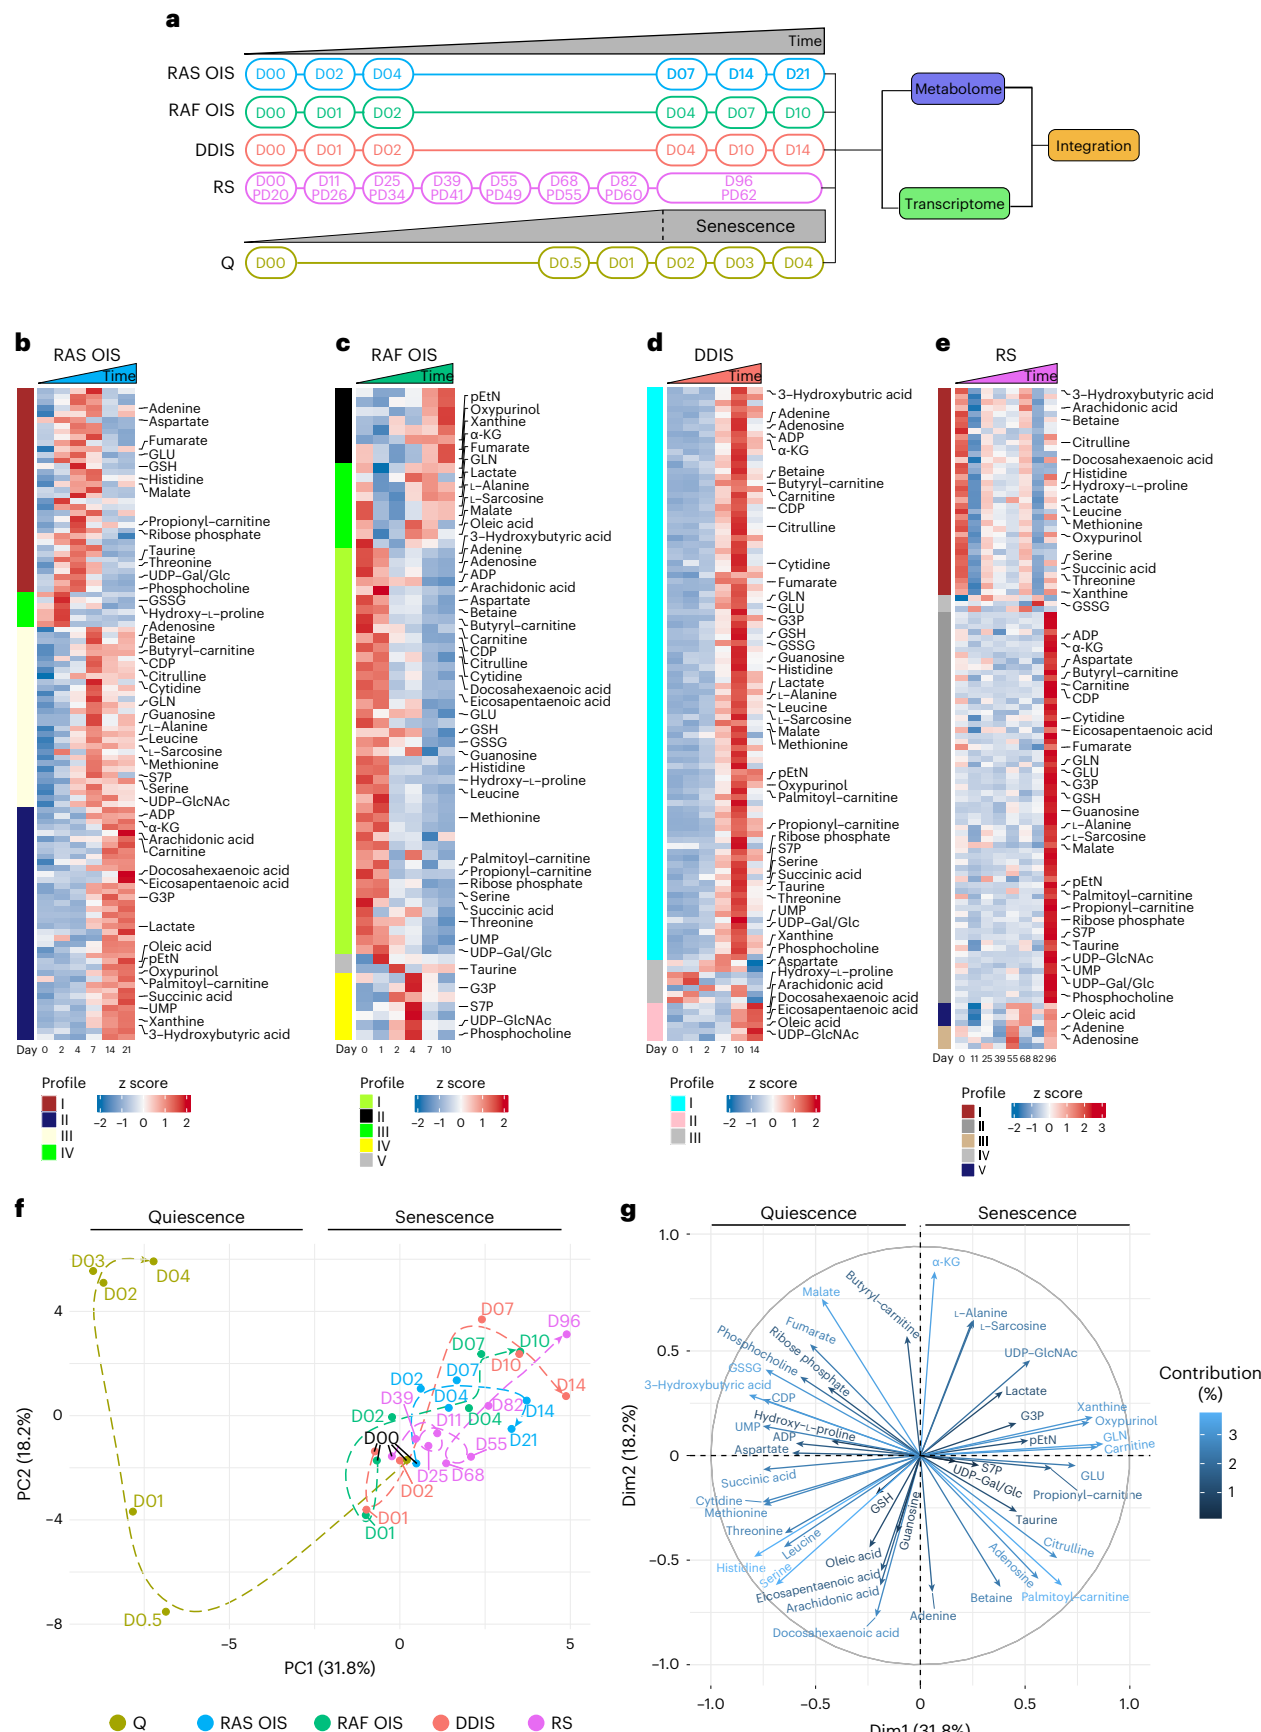 a
Time
RAS OIS D00 D02 D04 D07 D14 D21
RAF OIS D00 D01 D02 D04 D07 D10
DDIS D00 D01 D02 D04 D10 D14
RS D00 PD20 D11 PD26 D25 PD34 D39 PD41 D55 PD49 D68 PD55 D82 PD60 D96 PD62
Senescence
Q D00 D0.5 D01 D02 D03 D04
Metabolome
Integration
Transcriptome
b
RAS OIS
Time
Adenine
Aspartate
Fumarate
GLU
GSH
Histidine
Malate
Propionyl–carnitine
Ribose phosphate
Taurine
Threonine
UDP–Gal/Glc
Phosphocholine
GSSG
Hydroxy–L–proline
Adenosine
Betaine
Butyryl–carnitine
CDP
Citrulline
Cytidine
GLN
Guanosine
L–Alanine
Leucine
L–Sarcosine
Methionine
S7P
Serine
UDP–GlcNAc
ADP
α–KG
Arachidonic acid
Carnitine
Docosahexaenoic acid
Eicosapentaenoic acid
G3P
Lactate
Oleic acid
pEtN
Oxypurinol
Palmitoyl–carnitine
Succinic acid
UMP
Xanthine
3–Hydroxybutyric acid
Day 0 2 4 7 14 21
Profile z score
I
II
III
IV
–2 –1 0 1 2
c
RAF OIS
Time
pEtN
Oxypurinol
Xanthine
α–KG
Fumarate
GLN
Lactate
L–Alanine
L–Sarcosine
Malate
Oleic acid
3–Hydroxybutyric acid
Adenine
Adenosine
ADP
Arachidonic acid
Aspartate
Betaine
Butyryl–carnitine
Carnitine
CDP
Citrulline
Cytidine
Docosahexaenoic acid
Eicosapentaenoic acid
GLU
GSH
GSSG
Guanosine
Histidine
Hydroxy–L–proline
Leucine
Methionine
Palmitoyl–carnitine
Propionyl–carnitine
Ribose phosphate
Serine
Succinic acid
Threonine
UMP
UDP–Gal/Glc
Taurine
G3P
S7P
UDP–GlcNAc
Phosphocholine
Day 0 1 2 4 7 10
Profile z score
I
II
III
IV
V
–2 –1 0 1 2
d
DDIS
Time
3–Hydroxybutric acid
Adenine
Adenosine
ADP
α–KG
Betaine
Butyryl–carnitine
Carnitine
CDP
Citrulline
Cytidine
Fumarate
GLN
GLU
G3P
GSH
GSSG
Guanosine
Histidine
Lactate
L–Alanine
Leucine
L–Sarcosine
Malate
Methionine
pEtN
Oxypurinol
Palmitoyl–carnitine
Propionyl–carnitine
Ribose phosphate
S7P
Serine
Succinic acid
Taurine
Threonine
UMP
UDP–Gal/Glc
Xanthine
Phosphocholine
Aspartate
Hydroxy–L–proline
Arachidonic acid
Docosahexaenoic acid
Eicosapentaenoic acid
Oleic acid
UDP–GlcNAc
Day 0 1 2 7 10 14
Profile z score
I
II
III
–2 –1 0 1 2
e
RS
Time
3–Hydroxybutyric acid
Arachidonic acid
Betaine
Citrulline
Docosahexaenoic acid
Histidine
Hydroxy–L–proline
Lactate
Leucine
Methionine
Oxypurinol
Serine
Succinic acid
Threonine
Xanthine
GSSG
ADP
α–KG
Aspartate
Butyryl–carnitine
Carnitine
CDP
Cytidine
Eicosapentaenoic acid
Fumarate
GLN
GLU
G3P
GSH
Guanosine
L–Alanine
L–Sarcosine
Malate
pEtN
Palmitoyl–carnitine
Propionyl–carnitine
Ribose phosphate
S7P
Taurine
UDP–GlcNAc
UMP
UDP–Gal/Glc
Phosphocholine
Oleic acid
Adenine
Adenosine
Day 0 11 25 39 55 68 82 96
Profile z score
I
II
III
IV
V
–2 –1 0 1 2 3
f
Quiescence Senescence
D03
D04
D02
D07
D96
D07
D10
D10
D02
D07
D14
D39
D04
D82
D14
D02
D11
D04
D21
D00
D55
D25
D68
D02
D01
D01
D01
D0.5
4
0
–4
–8
–5 0 5
PC2 (18.2%)
PC1 (31.8%)
Q RAS OIS RAF OIS DDIS RS
g
Quiescence Senescence
α–KG
Butyryl–carnitine
Malate
L–Alanine
L–Sarcosine
Fumarate
Ribose phosphate
Phosphocholine
UDP–GlcNAc
GSSG
3–Hydroxybutyric acid
CDP
Lactate
Xanthine
Oxypurinol
G3P
Hydroxy–L–proline
UMP
ADP
pEtN
GLN
Carnitine
Aspartate
S7P
GLU
Succinic acid
UDP–Gal/Glc
Propionyl–carnitine
Cytidine
Methionine
GSH
Guanosine
Taurine
Threonine
Leucine
Citrulline
Histidine
Serine
Oleic acid
Adenosine
Eicosapentaenoic acid
Arachidonic acid
Betaine
Palmitoyl–carnitine
Adenine
Docosahexaenoic acid
1.0
0.5
0
–0.5
–1.0
–1.0 –0.5 0 0.5 1.0
Dim2 (18.2%)
Dim1 (31.8%)
Contribution
(%)
3
2
1